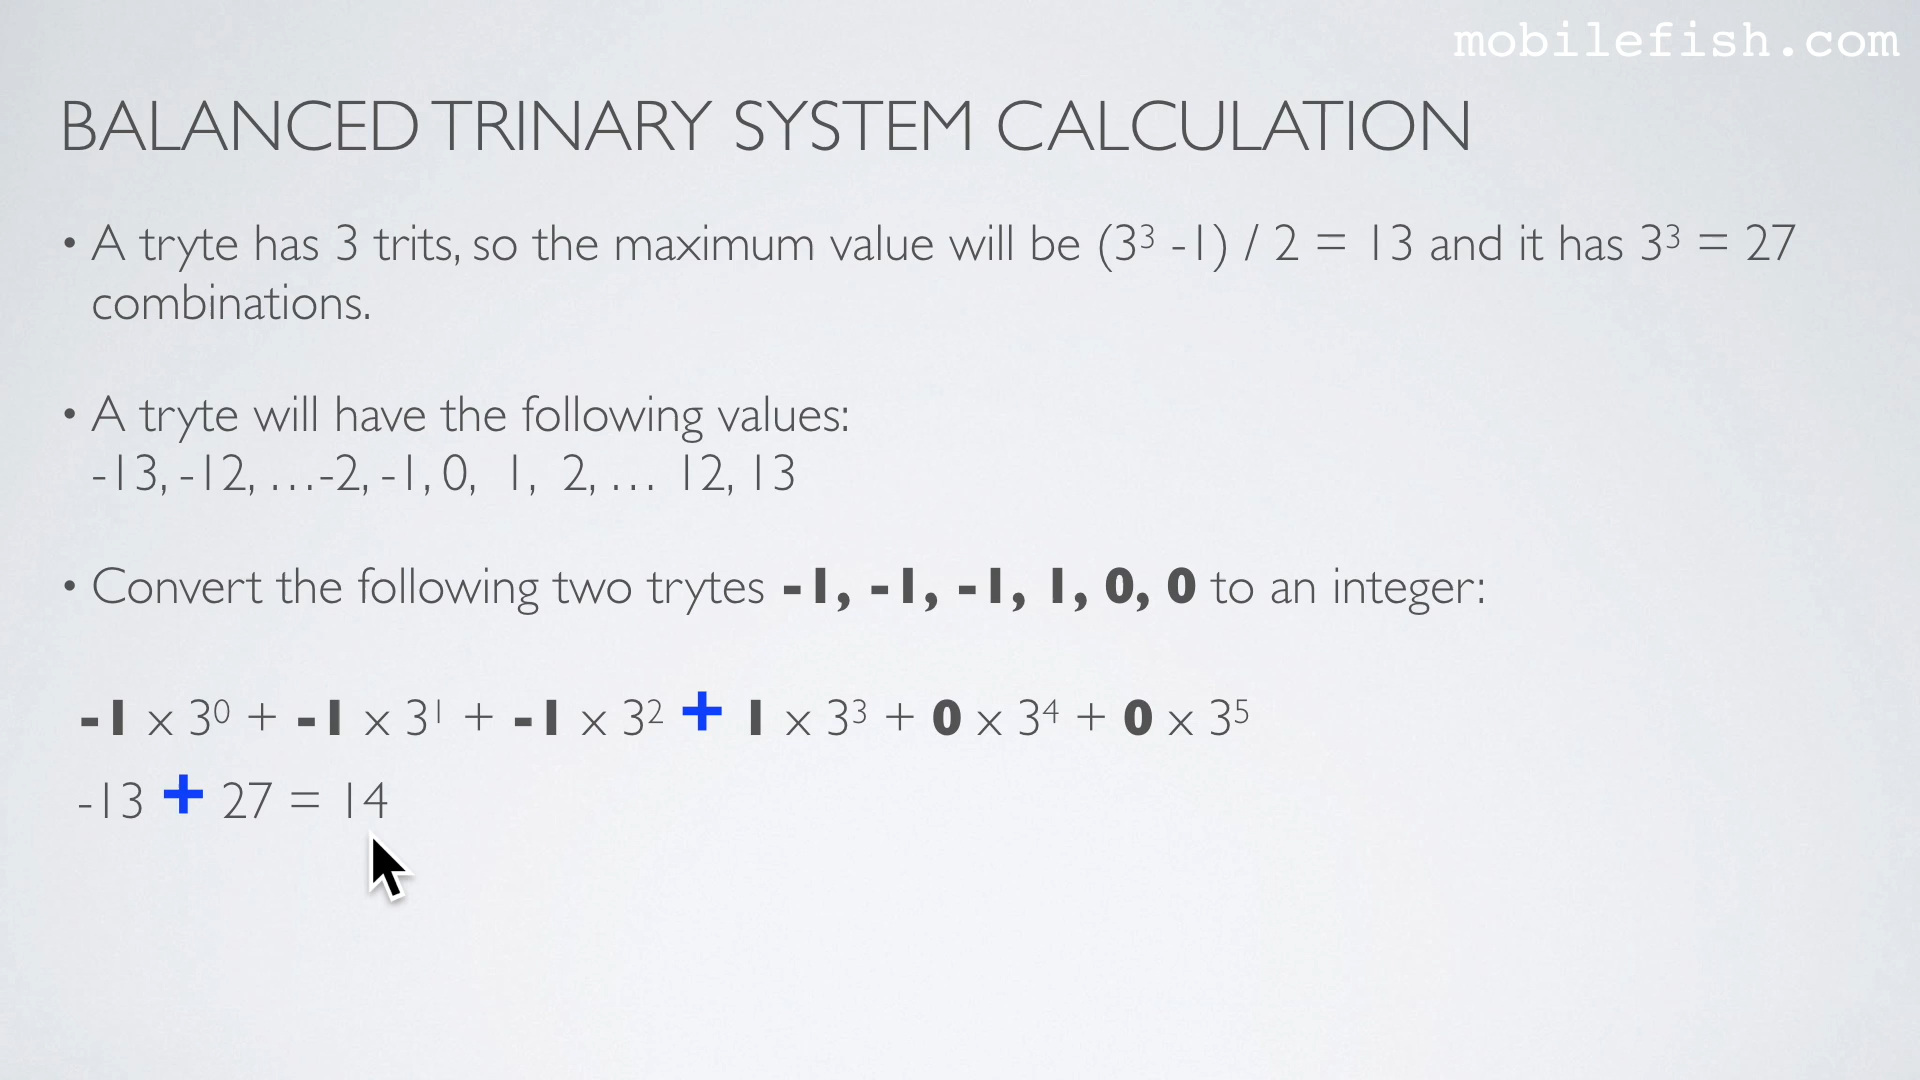 mobilefish.com
BALANCED TRINARY SYSTEM CALCULATION
• A tryte has 3 trits, so the maximum value will be (3³ -1) / 2 = 13 and it has 3³ = 27
combinations.
• A tryte will have the following values:
-13, -12, …-2, -1, 0, 1, 2, … 12, 13
• Convert the following two trytes -1, -1, -1, 1, 0, 0 to an integer:
-1 x 3⁰ + -1 x 3¹ + -1 x 3² + 1 x 3³ + 0 x 3⁴ + 0 x 3⁵
-13 + 27 = 14